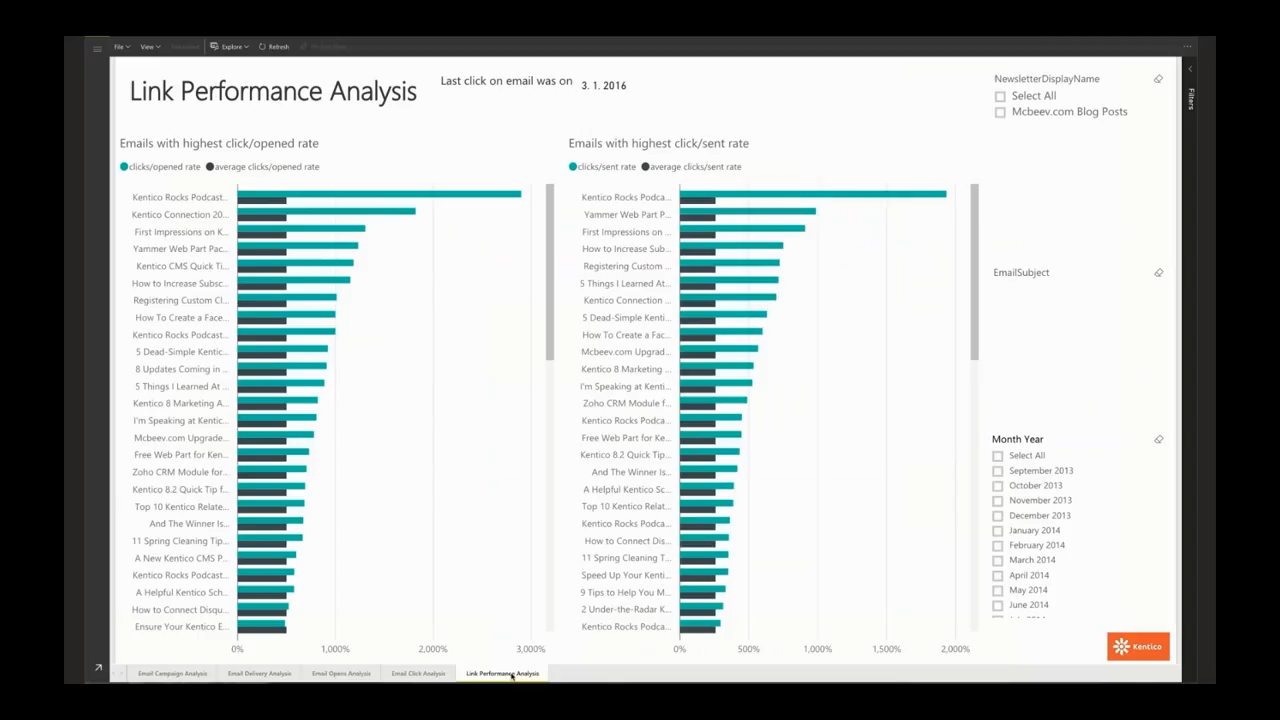 File View Explore Refresh
Link Performance Analysis
Last click on email was on 3. 1. 2016
NewsletterDisplayName
Select All
Mcbeev.com Blog Posts
Filters
Emails with highest click/opened rate
clicks/opened rate average clicks/opened rate
Kentico Rocks Podcast...
Kentico Connection 20...
First Impressions on K...
Yammer Web Part Pac...
Kentico CMS Quick Ti...
How to Increase Subsc...
Registering Custom Cl...
How To Create a Face...
Kentico Rocks Podcast...
5 Dead-Simple Kentic...
8 Updates Coming in ...
5 Things I Learned At ...
Kentico 8 Marketing A...
I'm Speaking at Kentic...
Mcbeev.com Upgrade...
Free Web Part for Ken...
Zoho CRM Module for...
Kentico 8.2 Quick Tip f...
Top 10 Kentico Relate...
And The Winner Is...
11 Spring Cleaning Tip...
A New Kentico CMS P...
Kentico Rocks Podcast...
A Helpful Kentico Sch...
How to Connect Disqu...
Ensure Your Kentico E...
0% 1,000% 2,000% 3,000%
Emails with highest click/sent rate
clicks/sent rate average clicks/sent rate
Kentico Rocks Podca...
Yammer Web Part P...
First Impressions on ...
How to Increase Sub...
Registering Custom ...
5 Things I Learned At...
Kentico Connection ...
5 Dead-Simple Kenti...
How To Create a Fac...
Mcbeev.com Upgrad...
Kentico 8 Marketing ...
I'm Speaking at Kenti...
Zoho CRM Module f...
Kentico Rocks Podca...
Free Web Part for Ke...
Kentico 8.2 Quick Tip...
And The Winner Is...
A Helpful Kentico Sc...
Top 10 Kentico Relat...
Kentico Rocks Podca...
How to Connect Dis...
11 Spring Cleaning T...
Speed Up Your Kenti...
9 Tips to Help You M...
2 Under-the-Radar K...
Kentico Rocks Podca...
0% 500% 1,000% 1,500% 2,000%
EmailSubject
Month Year
Select All
September 2013
October 2013
November 2013
December 2013
January 2014
February 2014
March 2014
April 2014
May 2014
June 2014
Kentico
Email Campaign Analysis Email Delivery Analysis Email Opens Analysis Email Click Analysis Link Performance Analysis